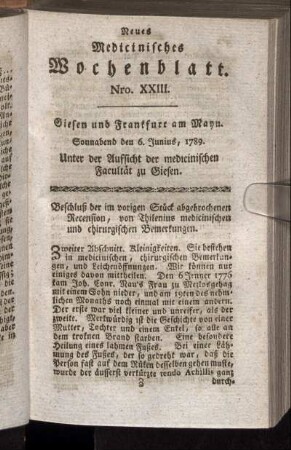 Neues
Medicinisches
Wochenblatt.
Nro. XXIII.
Giesen und Frankfurt am Mayn.
Sonnabend den 6. Junius, 1789.
Unter der Aufsicht der medicinischen
Facultät zu Giesen.
Beschluß der im vorigen Stück abgebrochenen
Recension, von Thilenius medicinischen
und chirurgischen Bemerkungen.
Zweiter Abschnitt. Kleinigkeiten. Sie bestehen
in medicinischen, chirurgischen Bemerkun-
gen, und Leichenöfnungen. Wir können nur
einiges davon mittheilen. Den 6 Jenner 1776
kam Joh. Conr. Rau's Frau zu
mit einem Sohn nieder, und am 19ten des nehm-
lichen Monaths noch einmal mit einem andern.
Der erste war viel kleiner und unreifer, als der
zweite. Merkwürdig ist die Geschichte von einer
Mutter, Tochter und einem Enkel, so alle an
dem troknen Brand starben. Eine besondere
Heilung eines lahmen Fußes. Bei einer Läh-
mung des Fußes, der so gedreht war, daß die
Person fast auf dem Rüken desselben gehen muste,
wurde der äusserst verkürzte tendo Achillis ganz
3 durch-